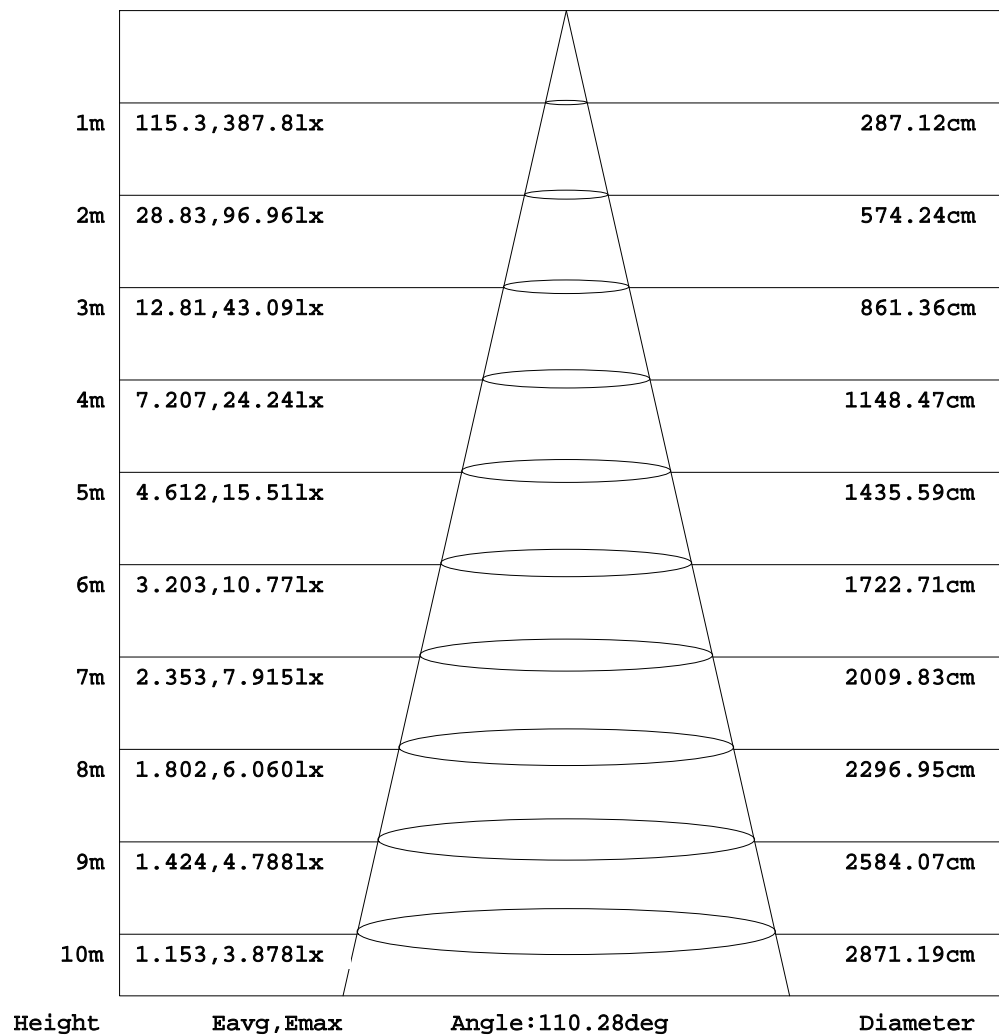 1m 115.3,387.8lx 287.12cm
2m 28.83,96.96lx 574.24cm
3m 12.81,43.09lx 861.36cm
4m 7.207,24.24lx 1148.47cm
5m 4.612,15.51lx 1435.59cm
6m 3.203,10.77lx 1722.71cm
7m 2.353,7.915lx 2009.83cm
8m 1.802,6.060lx 2296.95cm
9m 1.424,4.788lx 2584.07cm
10m 1.153,3.878lx 2871.19cm
Height Eavg,Emax Angle:110.28deg Diameter